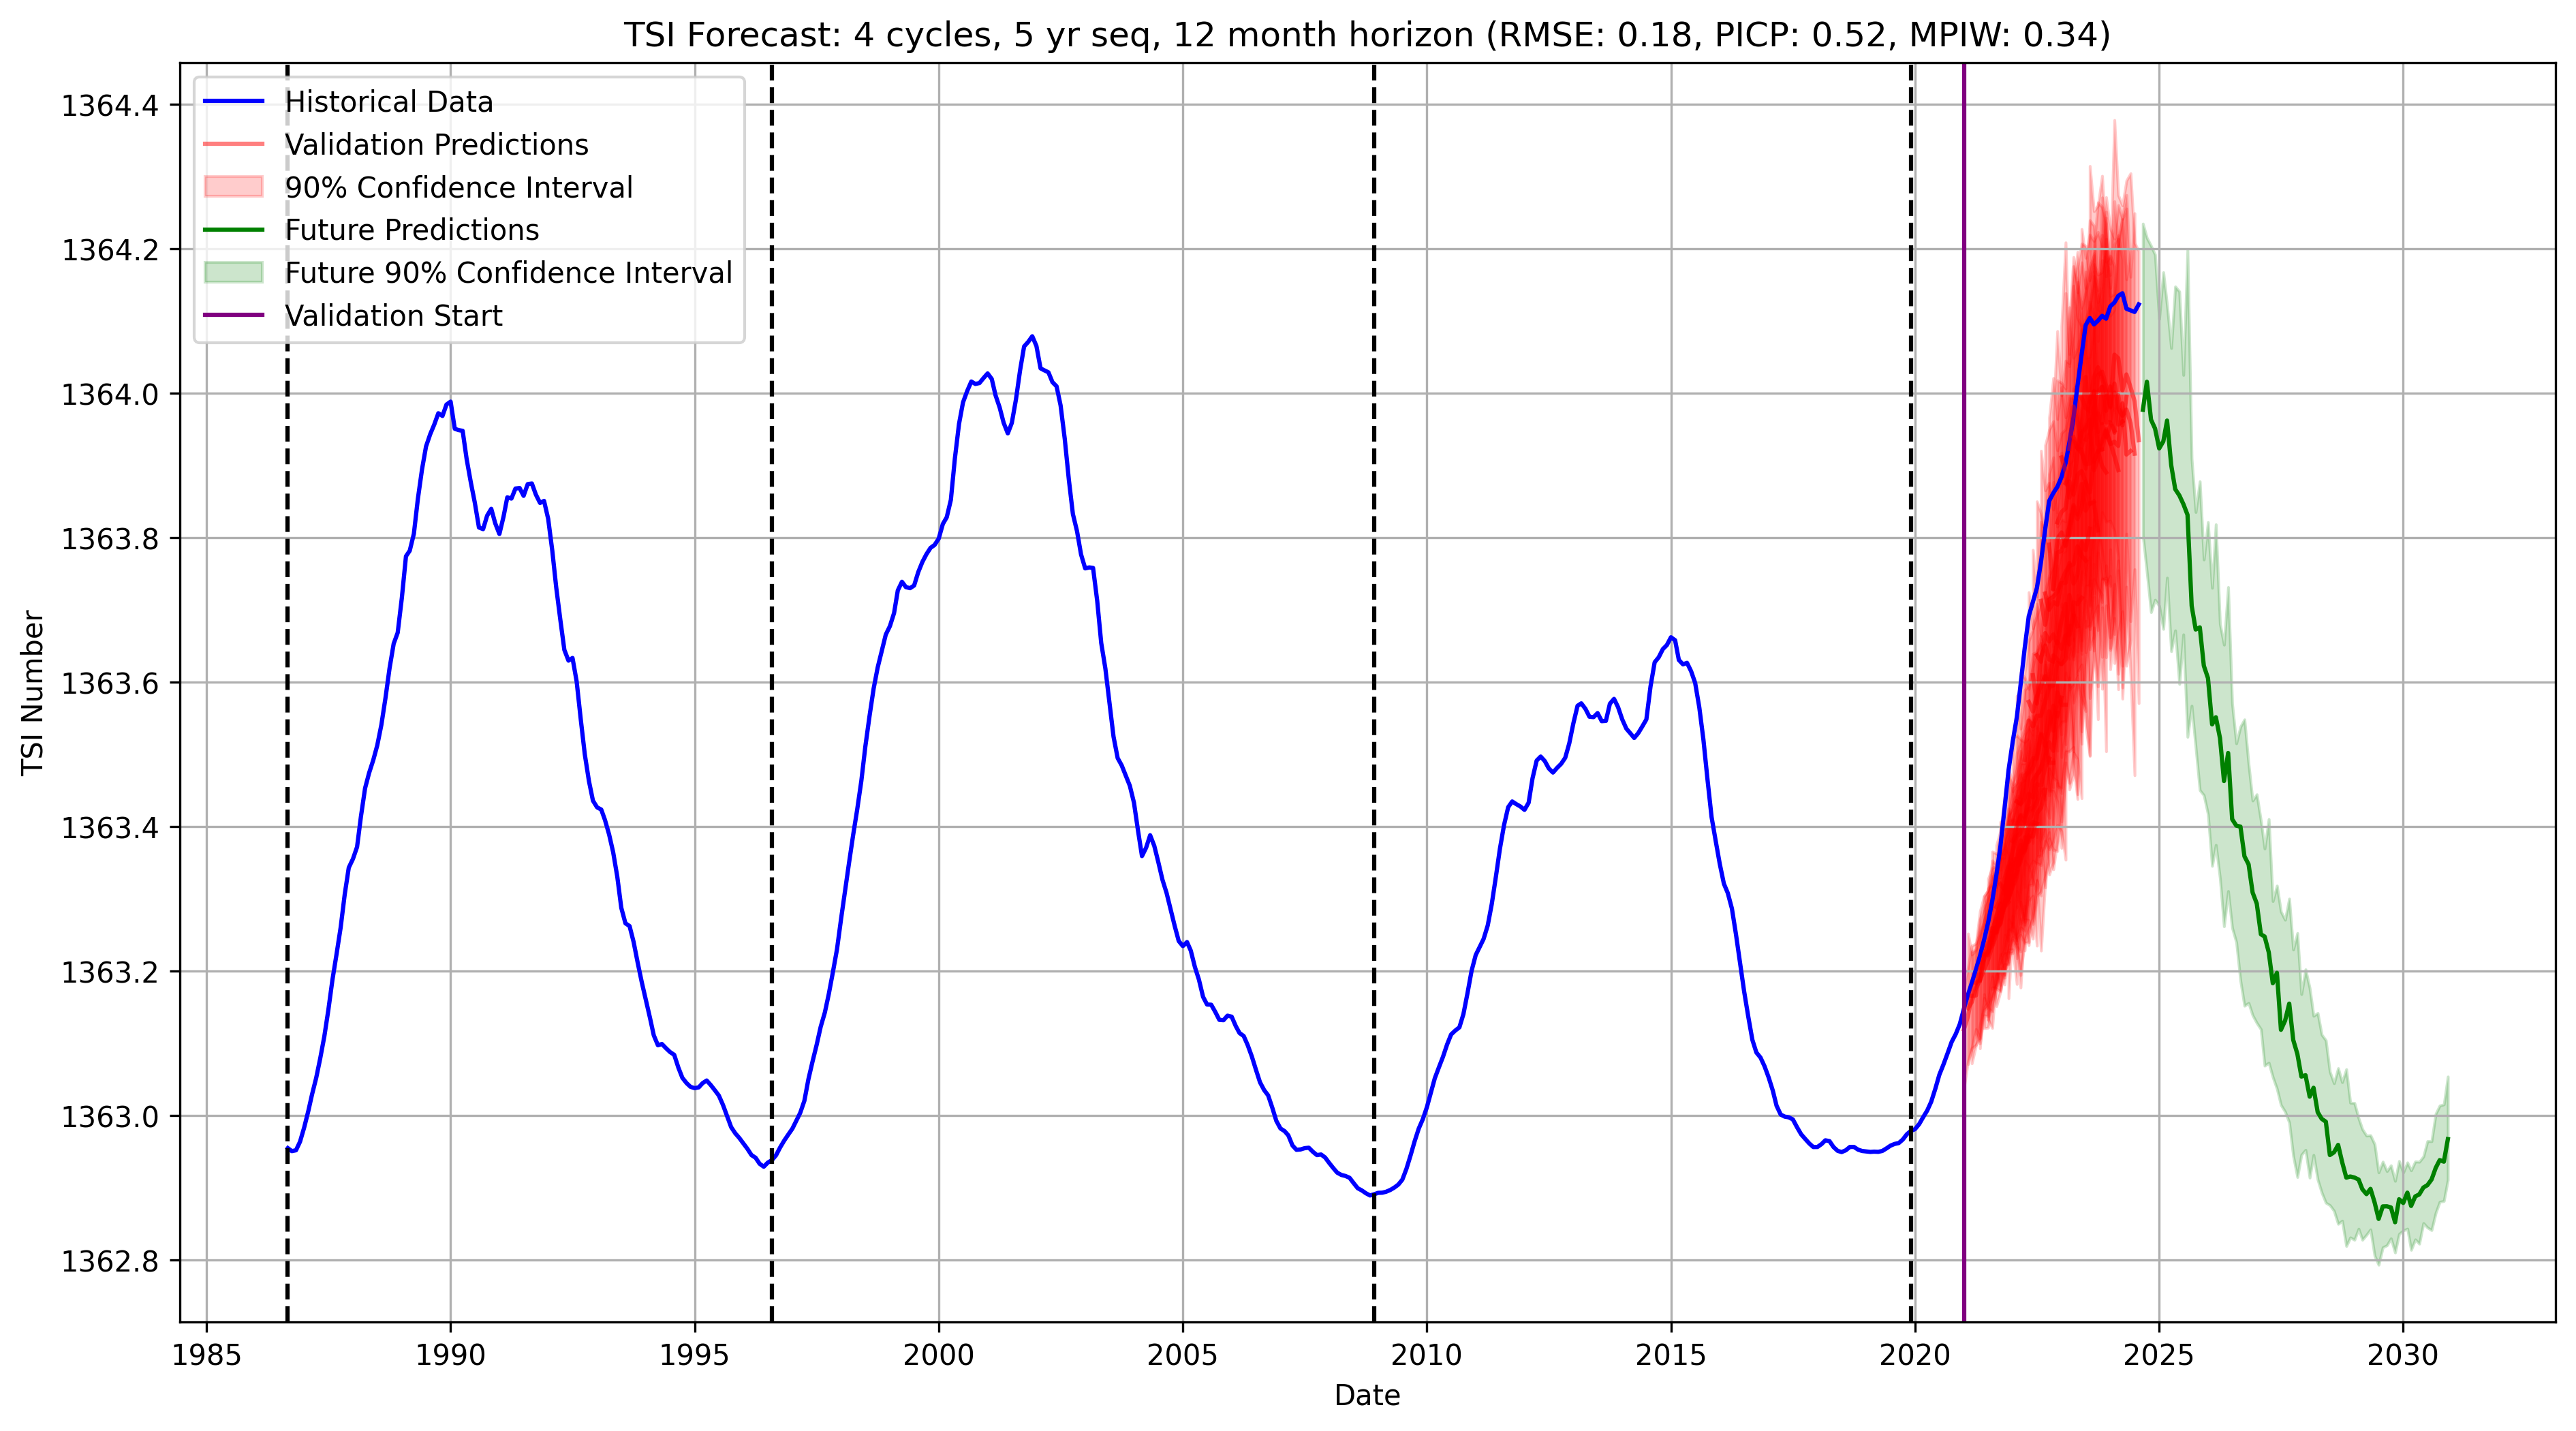 TSI Forecast: 4 cycles, 5 yr seq, 12 month horizon (RMSE: 0.18, PICP: 0.52, MPIW: 0.34)
Historical Data
Validation Predictions
90% Confidence Interval
Future Predictions
Future 90% Confidence Interval
Validation Start
TSI Number
1364.4
1364.2
1364.0
1363.8
1363.6
1363.4
1363.2
1363.0
1362.8
1985 1990 1995 2000 2005 2010 2015 2020 2025 2030
Date